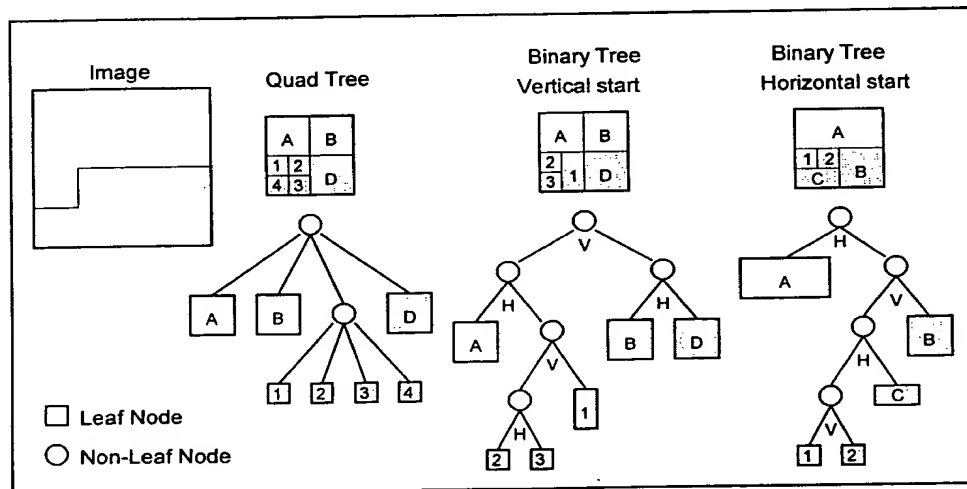 Image
Quad Tree
Binary Tree
Vertical start
Binary Tree
Horizontal start
A B
1 2
4 3 D
A B
2
3 1 D
A
1 2
C B
V
H
H
A
B
D
V
H
2
3
1
A
B
D
1
2
3
4
H
A
V
B
H
C
V
1
2
Leaf Node
Non-Leaf Node